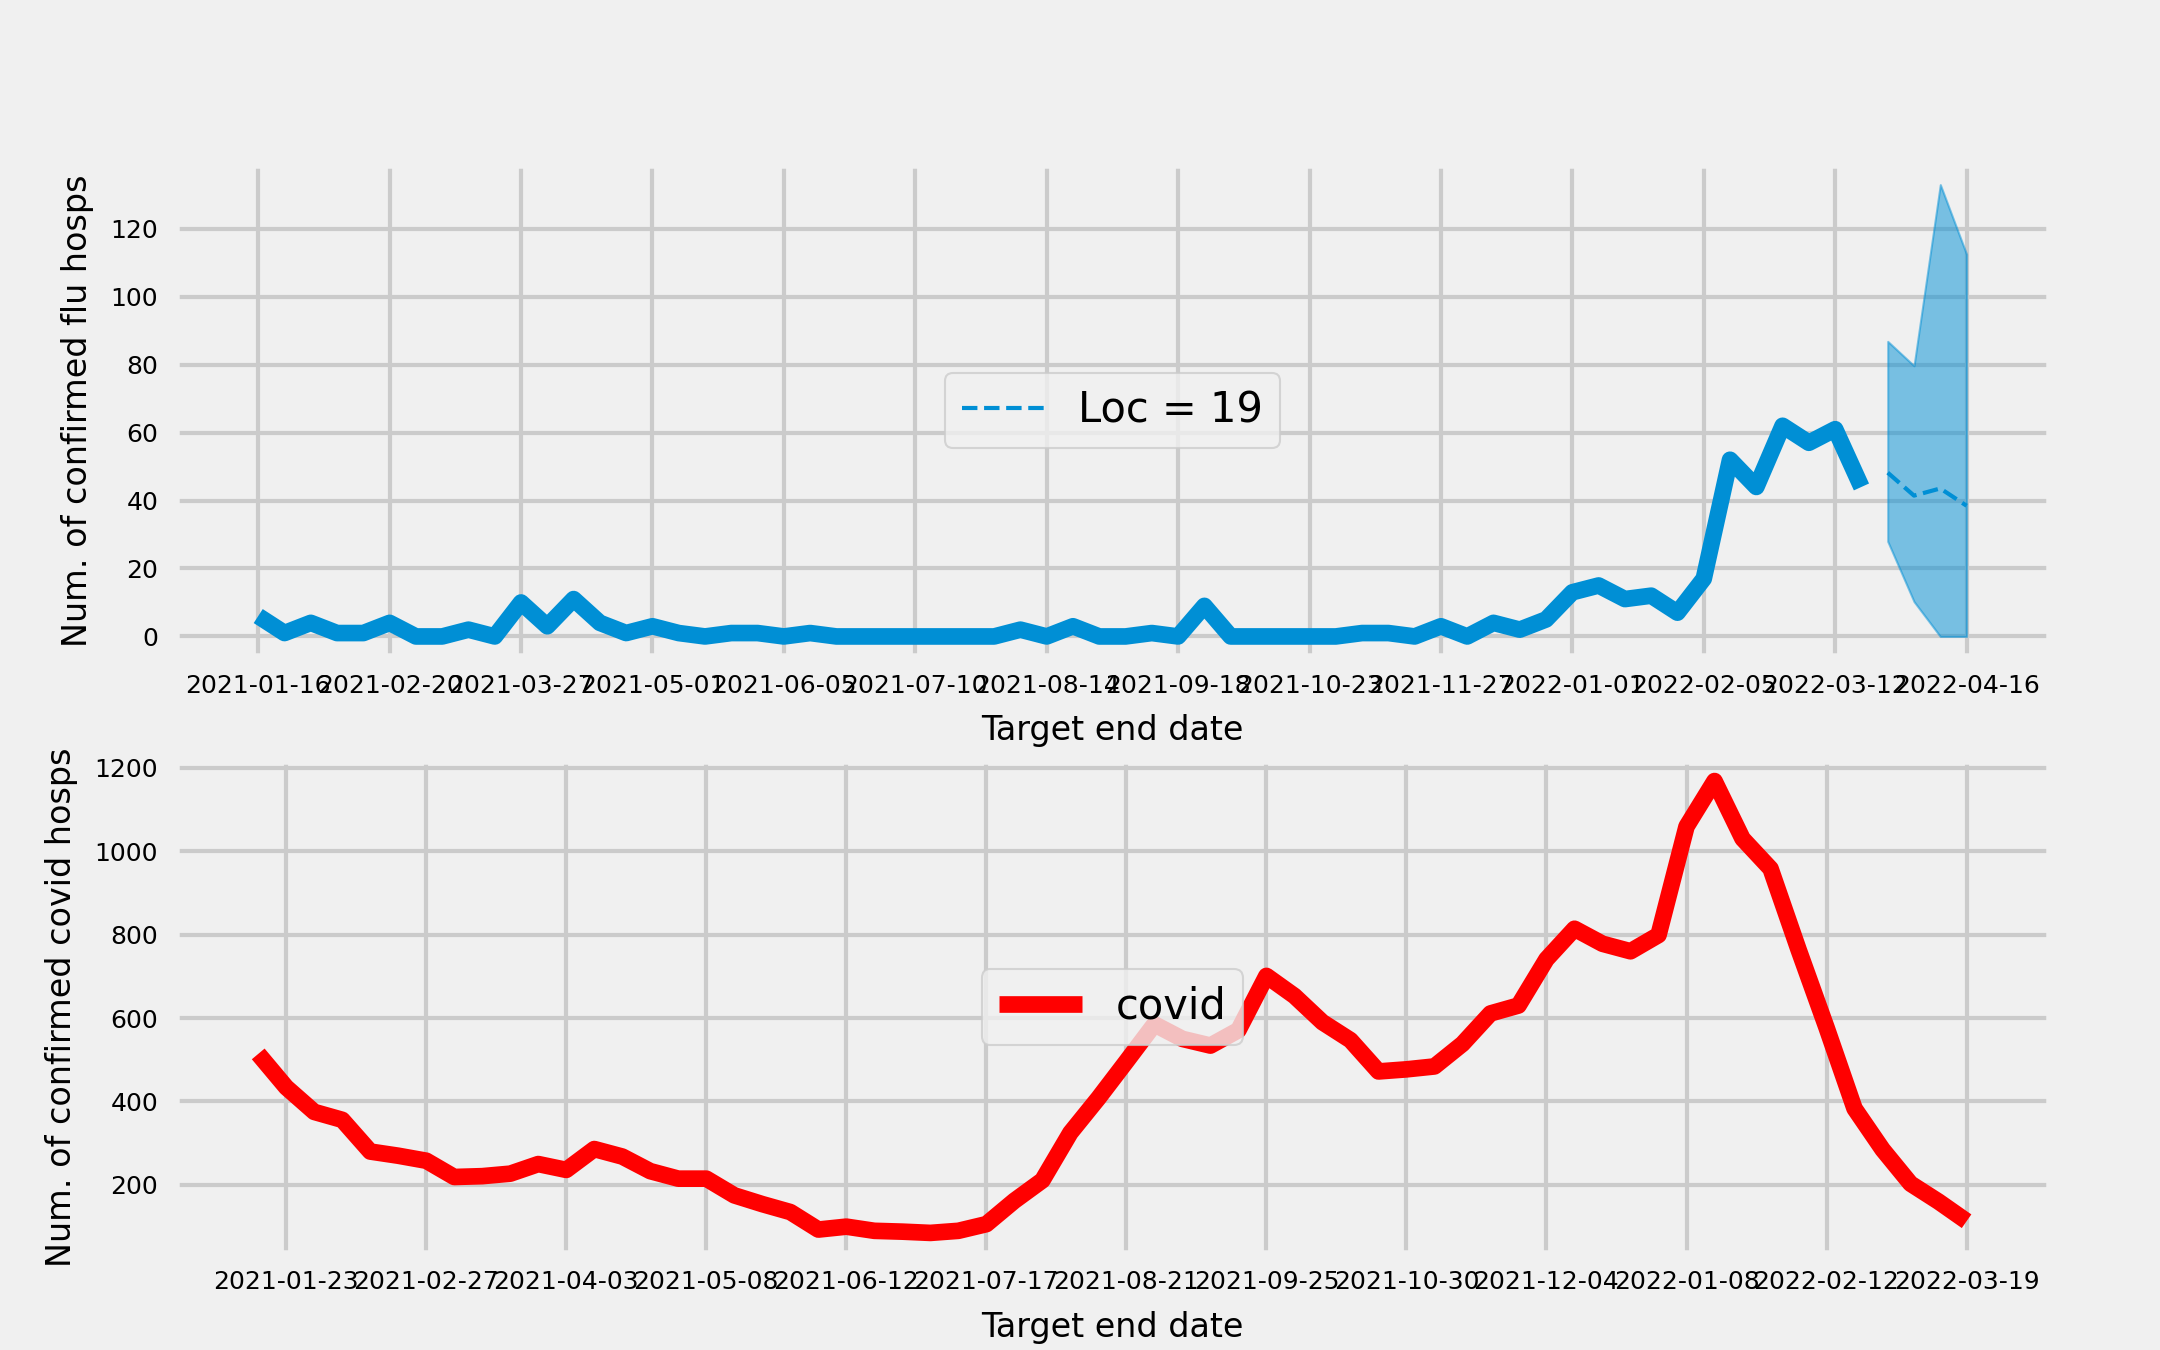 Num. of confirmed flu hosps
120
100
80
60
40
20
0
Loc = 19
2021-01-16 2021-02-20 2021-03-27 2021-05-01 2021-06-05 2021-07-10 2021-08-14 2021-09-18 2021-10-23 2021-11-27 2022-01-01 2022-02-05 2022-03-12 2022-04-16
Target end date
Num. of confirmed covid hosps
1200
1000
800
600
400
200
covid
2021-01-23 2021-02-27 2021-04-03 2021-05-08 2021-06-12 2021-07-17 2021-08-21 2021-09-25 2021-10-30 2021-12-04 2022-01-08 2022-02-12 2022-03-19
Target end date